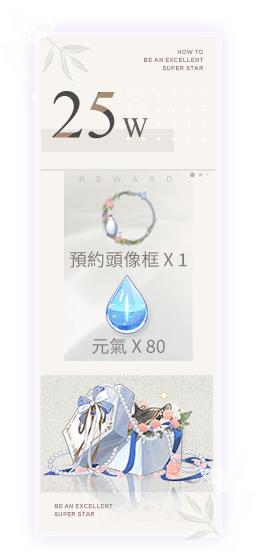 HOW TO
BE AN EXCELLENT
SUPER STAR
25W
REWARD
預約頭像框 X 1
元氣 X 80
BE AN EXCELLENT
SUPER STAR